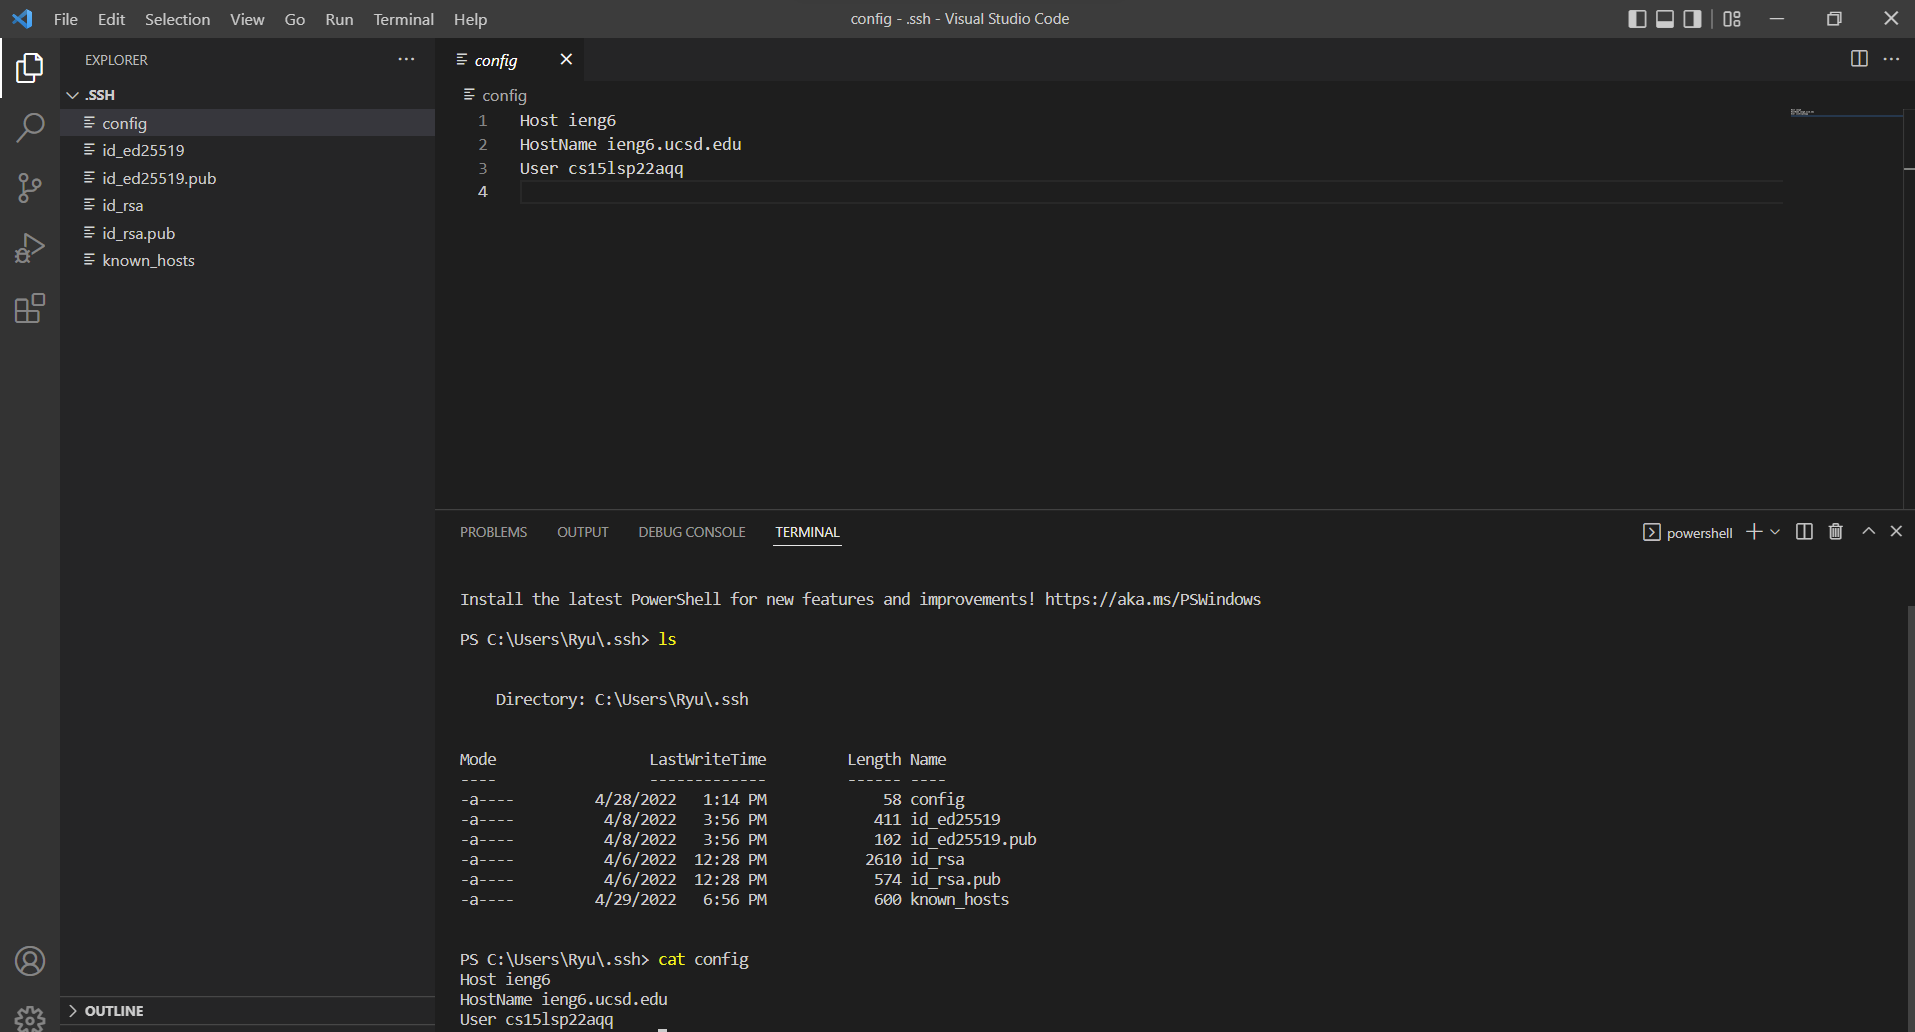 File Edit Selection View Go Run Terminal Help config - .ssh - Visual Studio Code
EXPLORER
.SSH
config
id_ed25519
id_ed25519.pub
id_rsa
id_rsa.pub
known_hosts
OUTLINE
config
config
1 Host ieng6
2 HostName ieng6.ucsd.edu
3 User cs15lsp22aqq
4
PROBLEMS OUTPUT DEBUG CONSOLE TERMINAL powershell
Install the latest PowerShell for new features and improvements! https://aka.ms/PSWindows
PS C:\Users\Ryu\.ssh> ls
Directory: C:\Users\Ryu\.ssh
Mode LastWriteTime Length Name
---- ------------- ------ ----
-a---- 4/28/2022 1:14 PM 58 config
-a---- 4/8/2022 3:56 PM 411 id_ed25519
-a---- 4/8/2022 3:56 PM 102 id_ed25519.pub
-a---- 4/6/2022 12:28 PM 2610 id_rsa
-a---- 4/6/2022 12:28 PM 574 id_rsa.pub
-a---- 4/29/2022 6:56 PM 600 known_hosts
PS C:\Users\Ryu\.ssh> cat config
Host ieng6
HostName ieng6.ucsd.edu
User cs15lsp22aqq